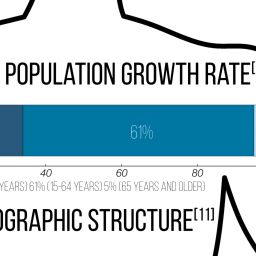 POPULATION GROWTH RATE[
61%
40 60 80
YEARS) 61% (15-64 YEARS) 5% (65 YEARS AND OLDER)
OGRAPHIC STRUCTURE[11]